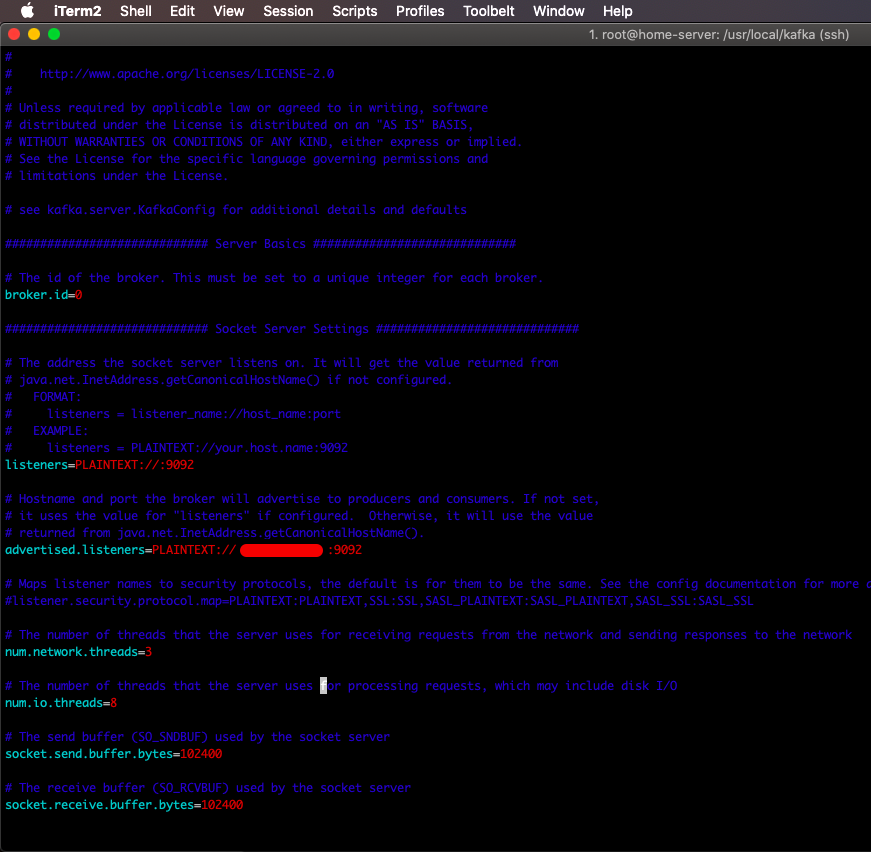 iTerm2 Shell Edit View Session Scripts Profiles Toolbelt Window Help
1. root@home-server: /usr/local/kafka (ssh)
#
#    http://www.apache.org/licenses/LICENSE-2.0
#
# Unless required by applicable law or agreed to in writing, software
# distributed under the License is distributed on an "AS IS" BASIS,
# WITHOUT WARRANTIES OR CONDITIONS OF ANY KIND, either express or implied.
# See the License for the specific language governing permissions and
# limitations under the License.
# see kafka.server.KafkaConfig for additional details and defaults
############################# Server Basics #############################
# The id of the broker. This must be set to a unique integer for each broker.
broker.id=0
############################# Socket Server Settings #############################
# The address the socket server listens on. It will get the value returned from
# java.net.InetAddress.getCanonicalHostName() if not configured.
#   FORMAT:
#     listeners = listener_name://host_name:port
#   EXAMPLE:
#     listeners = PLAINTEXT://your.host.name:9092
listeners=PLAINTEXT://:9092
# Hostname and port the broker will advertise to producers and consumers. If not set,
# it uses the value for "listeners" if configured.  Otherwise, it will use the value
# returned from java.net.InetAddress.getCanonicalHostName().
advertised.listeners=PLAINTEXT:// :9092
# Maps listener names to security protocols, the default is for them to be the same. See the config documentation for more
#listener.security.protocol.map=PLAINTEXT:PLAINTEXT,SSL:SSL,SASL_PLAINTEXT:SASL_PLAINTEXT,SASL_SSL:SASL_SSL
# The number of threads that the server uses for receiving requests from the network and sending responses to the network
num.network.threads=3
# The number of threads that the server uses for processing requests, which may include disk I/O
num.io.threads=8
# The send buffer (SO_SNDBUF) used by the socket server
socket.send.buffer.bytes=102400
# The receive buffer (SO_RCVBUF) used by the socket server
socket.receive.buffer.bytes=102400